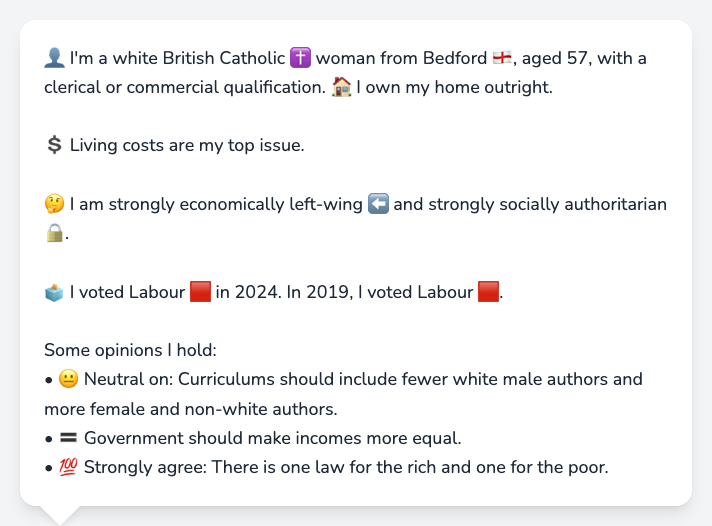 👤 I'm a white British Catholic ✝️ woman from Bedford 🏴󠁧󠁢󠁥󠁮󠁧󠁿, aged 57, with a
clerical or commercial qualification. 🏠 I own my home outright.
💲 Living costs are my top issue.
🤔 I am strongly economically left-wing ⬅️ and strongly socially authoritarian
🔒.
🗳️ I voted Labour 🟥 in 2024. In 2019, I voted Labour 🟥.
Some opinions I hold:
• 😐 Neutral on: Curriculums should include fewer white male authors and
more female and non-white authors.
• 🟰 Government should make incomes more equal.
• 💯 Strongly agree: There is one law for the rich and one for the poor.